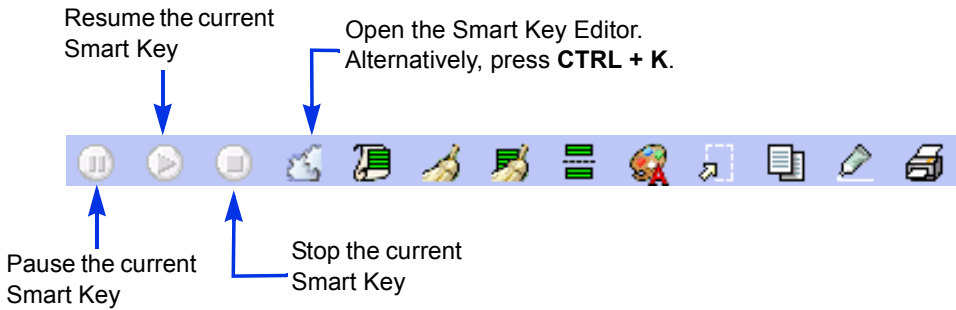 Resume the current
Smart Key
Open the Smart Key Editor.
Alternatively, press CTRL + K.
A
Pause the current
Smart Key
Stop the current
Smart Key